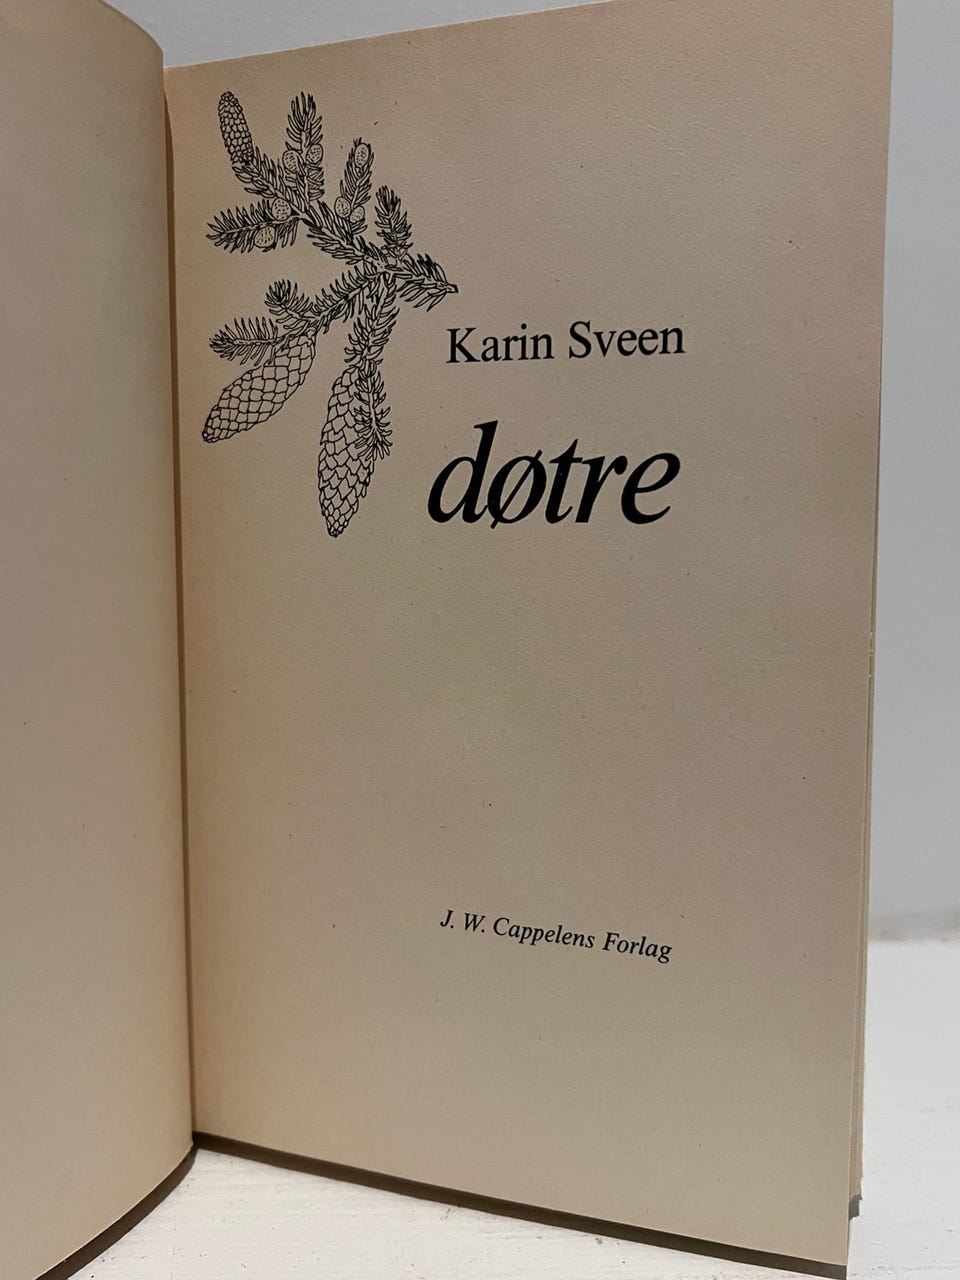 Karin Sveen
døtre
J. W. Cappelens Forlag